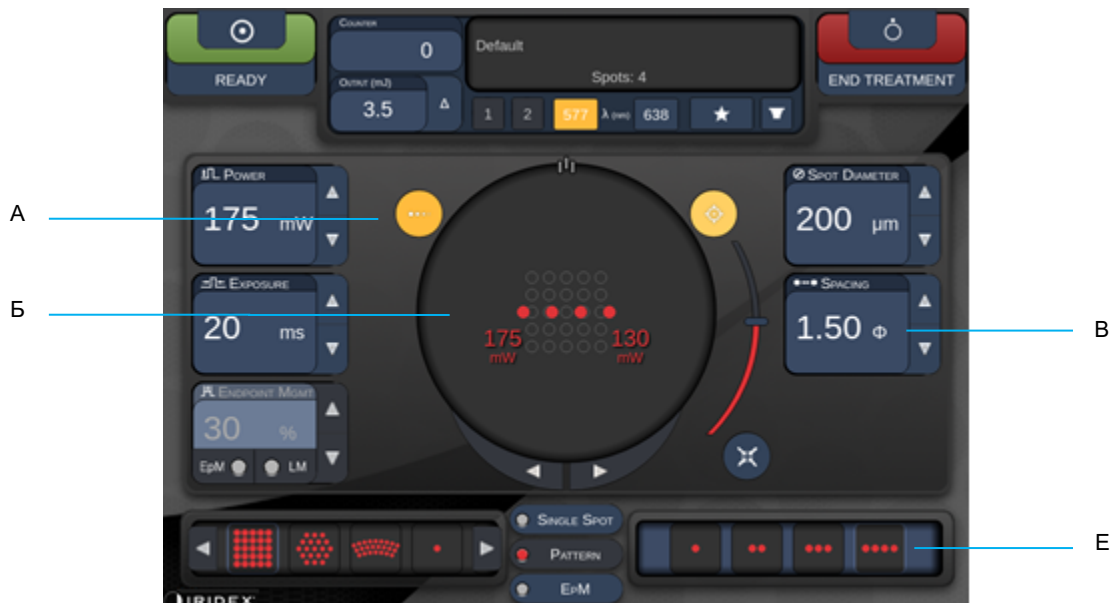 COUNTER
0
Default
Spots: 4
OUTPUT (mJ)
3.5
Δ
1 2 577 λ (nm) 638
READY
END TREATMENT
POWER
175 mW
SPOT DIAMETER
200 μm
А
EXPOSURE
20 ms
SPACING
1.50 Φ
Б
В
175 mW
130 mW
ENDPOINT MGMT
30 %
EpM LM
SINGLE SPOT
PATTERN
EPM
Е
IRIDEX